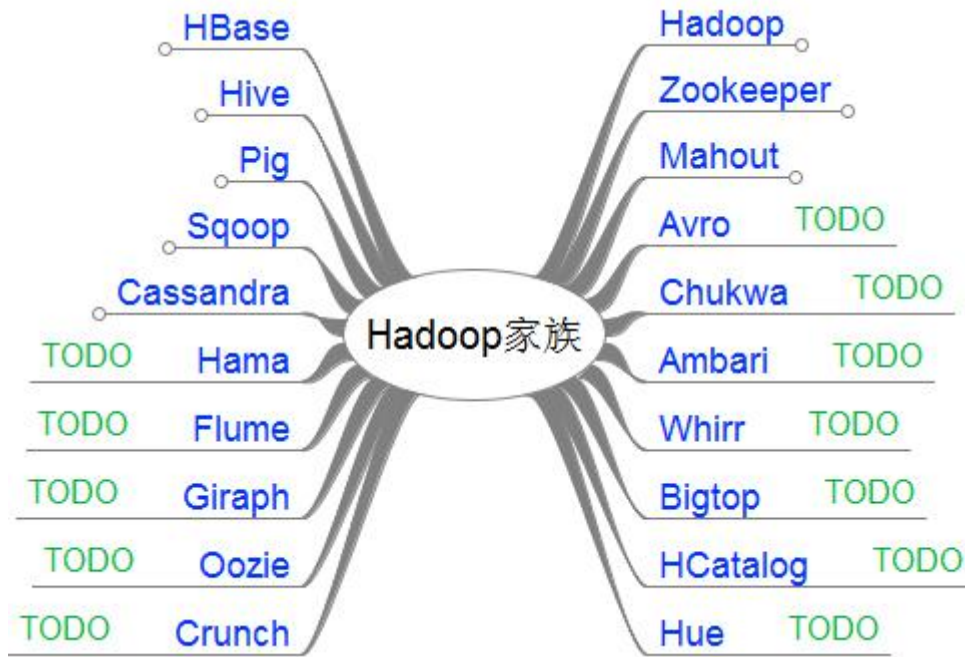 HBase
Hive
Pig
Sqoop
Cassandra
TODO Hama
TODO Flume
TODO Giraph
TODO Oozie
TODO Crunch
Hadoop家族
Hadoop
Zookeeper
Mahout
Avro TODO
Chukwa TODO
Ambari TODO
Whirr TODO
Bigtop TODO
HCatalog TODO
Hue TODO